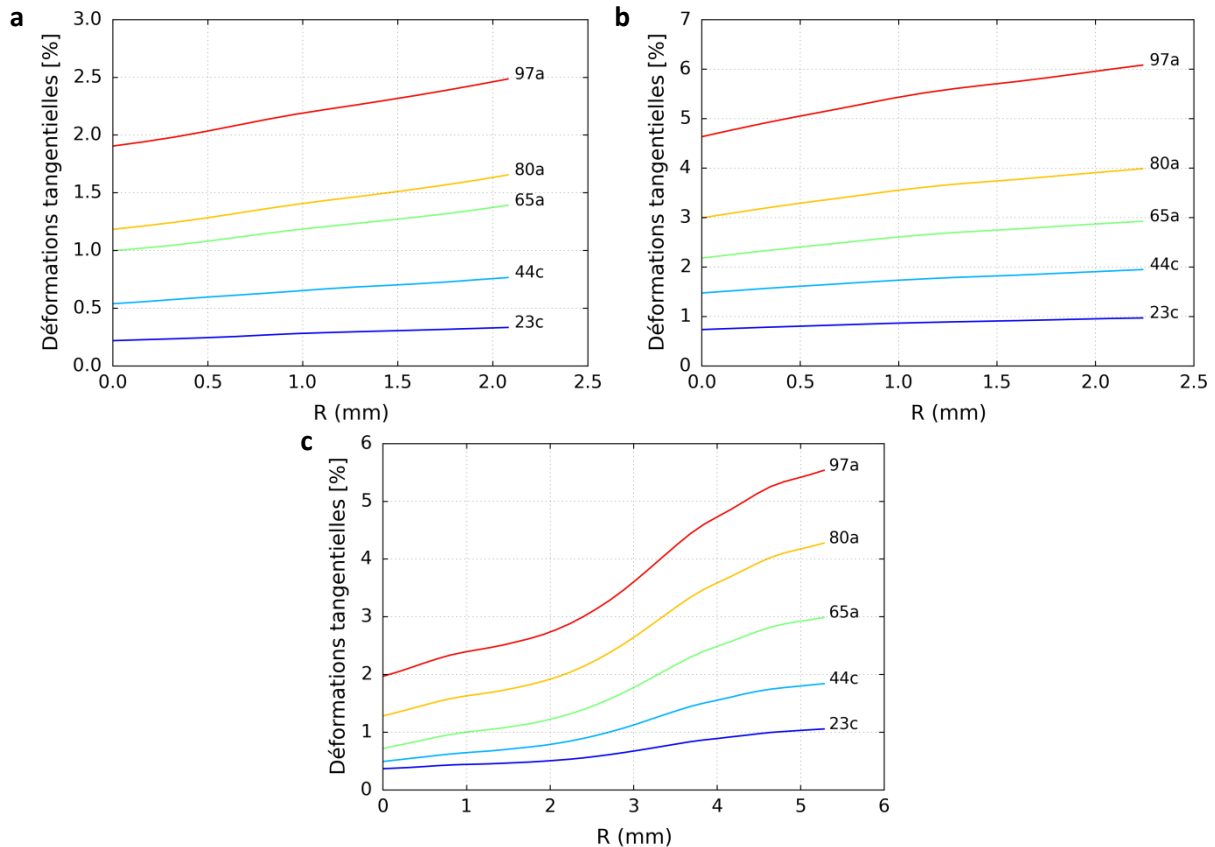 a
Déformations tangentielles [%]
3.0
2.5
2.0
1.5
1.0
0.5
0.0
97a
80a
65a
44c
23c
0.0 0.5 1.0 1.5 2.0 2.5
R (mm)
b
Déformations tangentielles [%]
7
6
5
4
3
2
1
0
97a
80a
65a
44c
23c
0.0 0.5 1.0 1.5 2.0 2.5
R (mm)
c
Déformations tangentielles [%]
6
5
4
3
2
1
0
97a
80a
65a
44c
23c
0 1 2 3 4 5 6
R (mm)